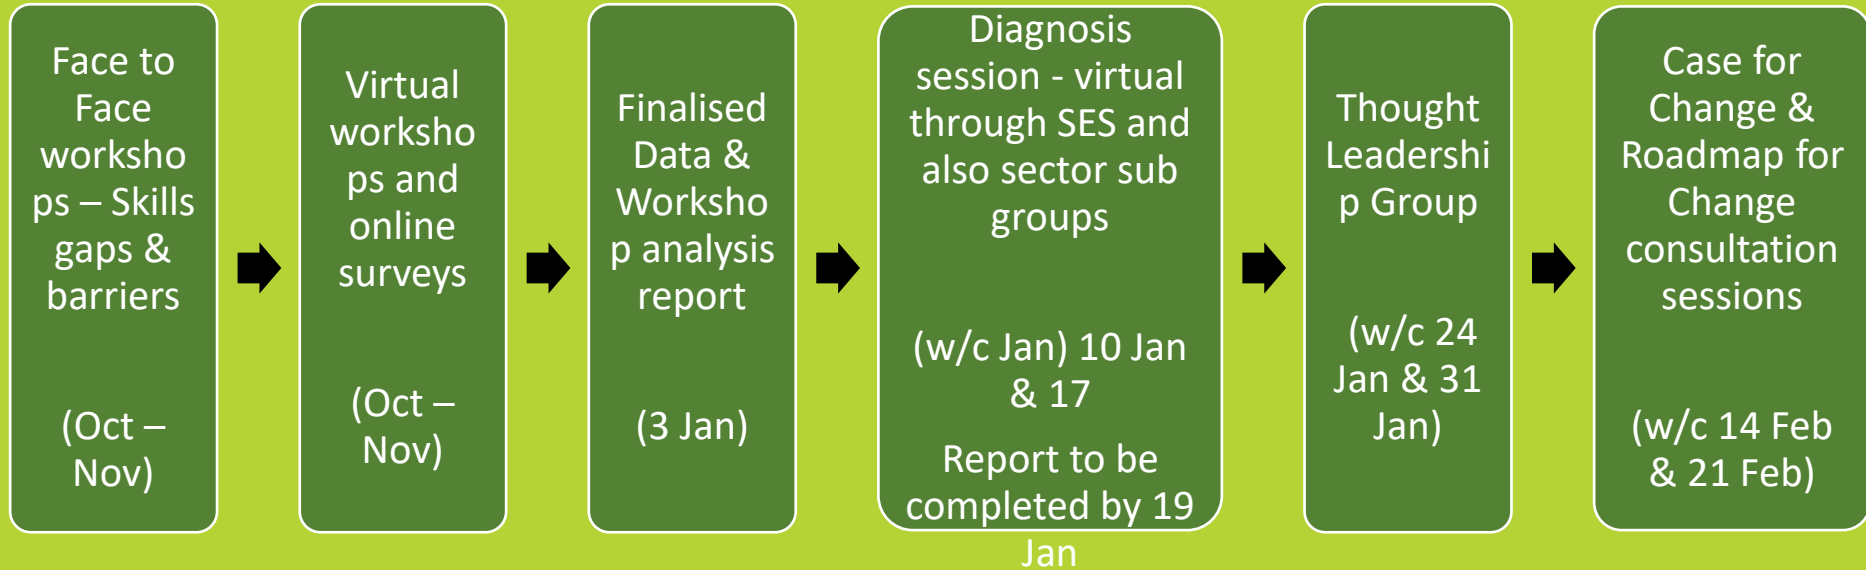 Face to
Face
worksho
ps – Skills
gaps &
barriers
(Oct –
Nov)
Virtual
worksho
ps and
online
surveys
(Oct –
Nov)
Finalised
Data &
Worksho
p analysis
report
(3 Jan)
Diagnosis
session - virtual
through SES and
also sector sub
groups
(w/c Jan) 10 Jan
& 17
Report to be
completed by 19
Jan
Thought
Leadershi
p Group
(w/c 24
Jan & 31
Jan)
Case for
Change &
Roadmap for
Change
consultation
sessions
(w/c 14 Feb
& 21 Feb)